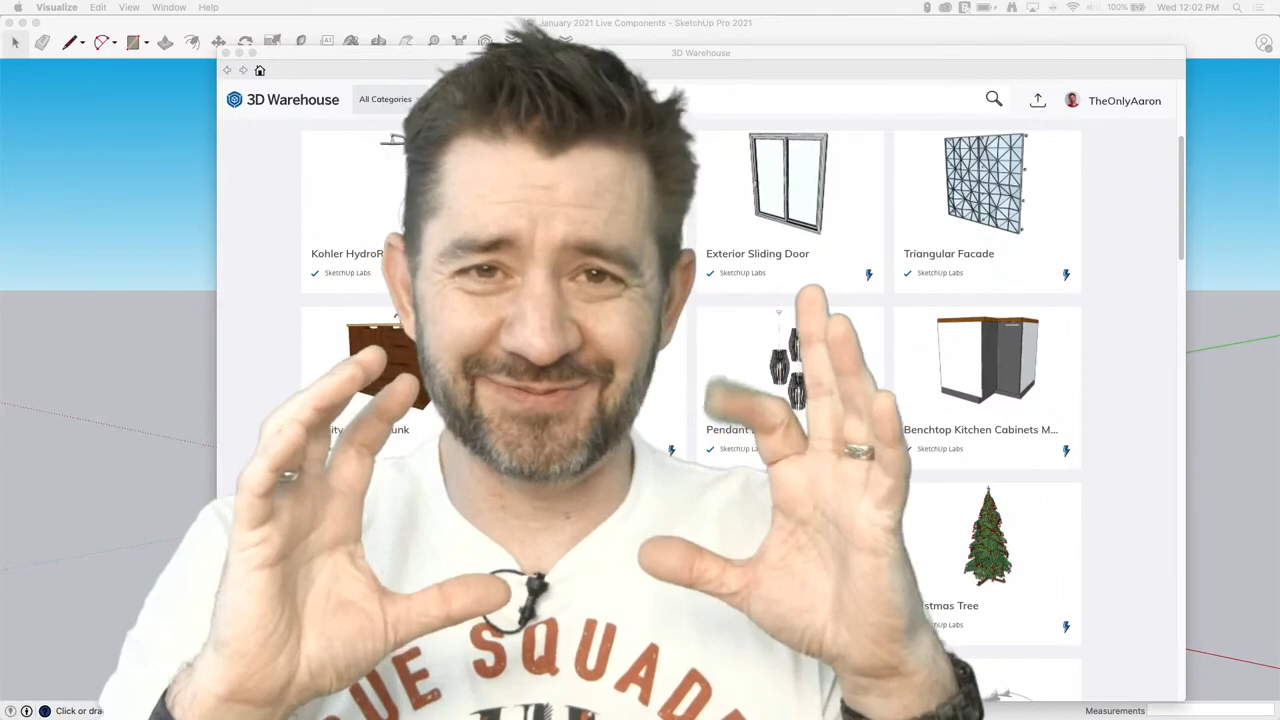 Visualize Edit View Window Help
100% Wed 12:02 PM
January 2021 Live Components - SketchUp Pro 2021
3D Warehouse
3D Warehouse All Categories TheOnlyAaron
Kohler HydroR
Exterior Sliding Door
Triangular Facade
SketchUp Labs
SketchUp Labs
SketchUp Labs
Pendant
Benchtop Kitchen Cabinets M...
SketchUp Labs
SketchUp Labs
stmas Tree
SketchUp Labs
SQUAD
Click or dra
Measurements